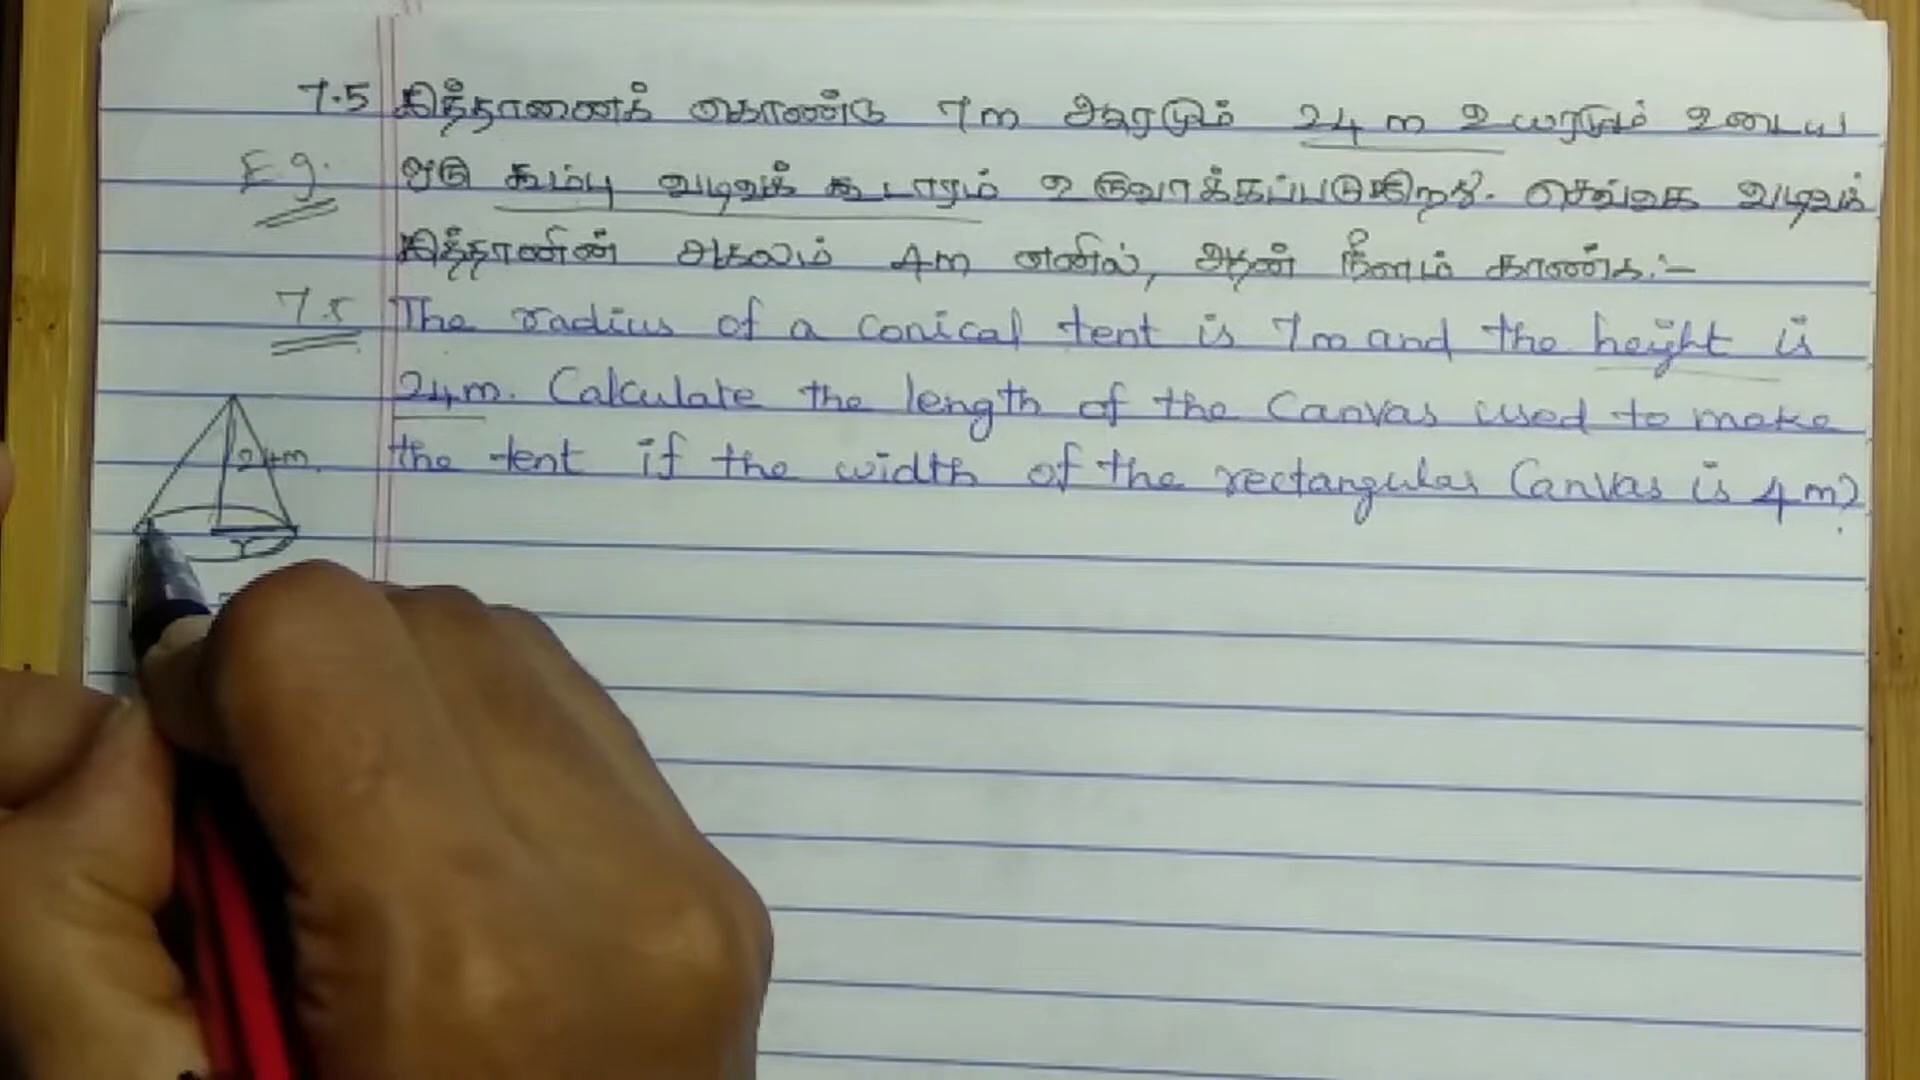 7.5 கித்தானைக் கொண்டு 7m ஆரமும் 24 m உயரமும் உடைய
Eg. ஒரு கூம்பு வடிவக் கூடாரம் உருவாக்கப்படுகிறது. செவ்வக வடிவக்
கித்தானின் அகலம் 4m எனில், அதன் நீளம் காண்க:-
7.5 The radius of a conical tent is 7m and the height is
24m. Calculate the length of the Canvas used to make
the tent if the width of the rectangular Canvas is 4m?
24m
r